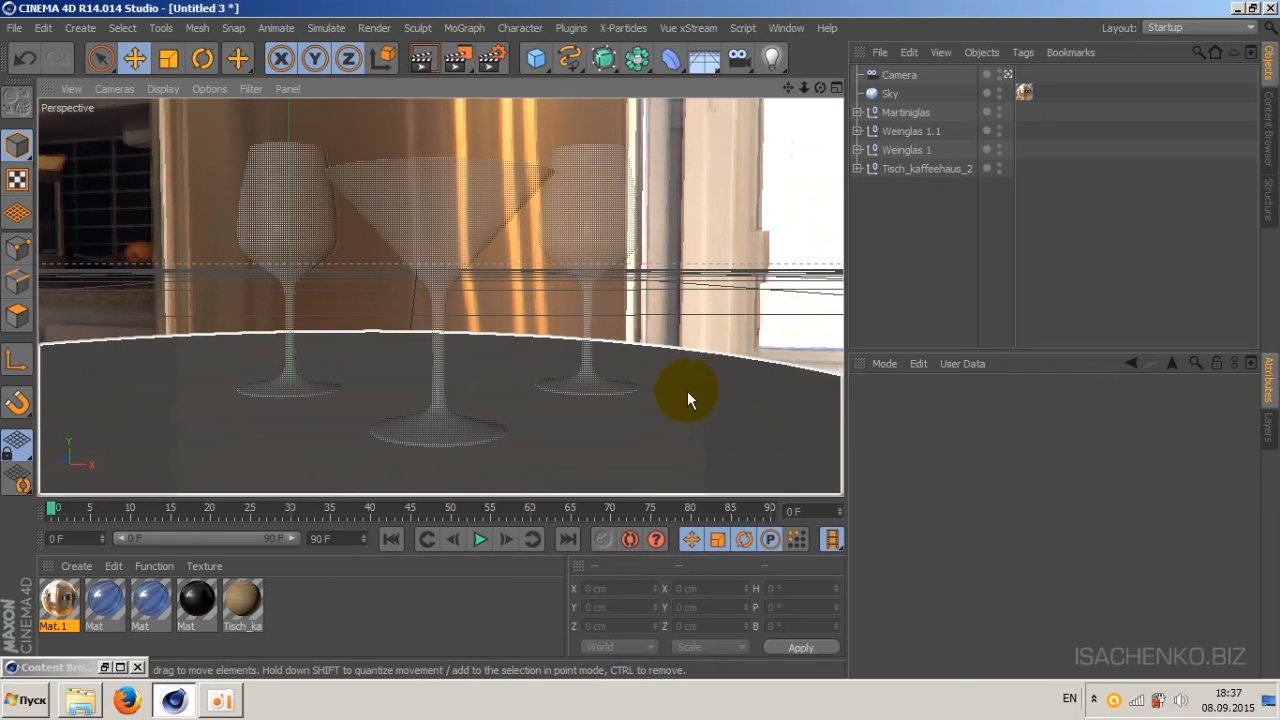 CINEMA 4D R14.014 Studio - [Untitled 3 *]
File Edit Create Select Tools Mesh Snap Animate Simulate Render Sculpt MoGraph Character Plugins X-Particles Vue xStream Script Window Help Layout: Startup
X Y Z
File Edit View Objects Tags Bookmarks
View Cameras Display Options Filter Panel
Perspective
Camera
Sky
Martiniglas
Weinglas 1.1
Weinglas 1
Tisch_kaffeehaus_2
Objects
Content Browser
Structure
Mode Edit User Data
Attributes
Layers
Y
X
0 5 10 15 20 25 30 35 40 45 50 55 60 65 70 75 80 85 90 0 F
0 F 0 F 90 F 90 F
Create Edit Function Texture
-- -- --
X 0 cm X 0 cm H 0 °
Y 0 cm Y 0 cm P 0 °
Z 0 cm Z 0 cm B 0 °
World Scale Apply
Mat.1 Mat Mat Mat Tisch_ka
MAXON
CINEMA 4D
ISACHENKO.BIZ
Content Bro...
drag to move elements. Hold down SHIFT to quantize movement / add to the selection in point mode, CTRL to remove.
Пуск
EN
18:37
08.09.2015